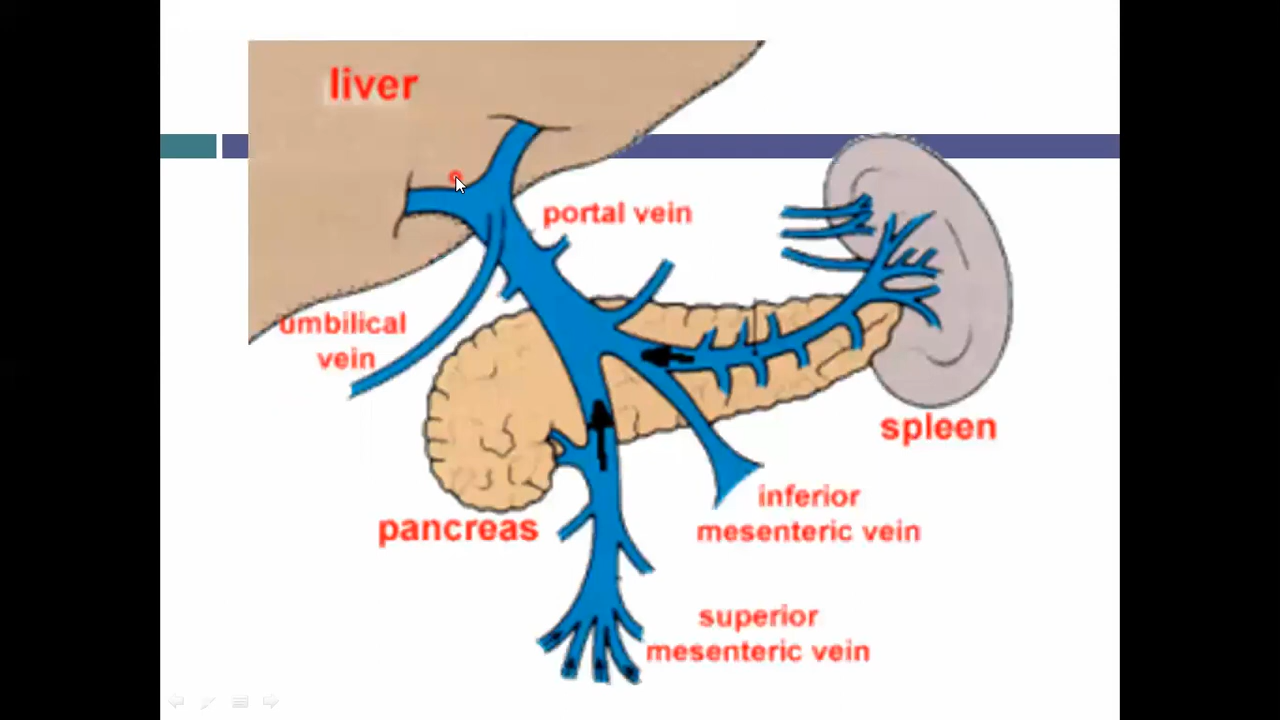 liver
portal vein
umbilical
vein
spleen
inferior
mesenteric vein
pancreas
superior
mesenteric vein